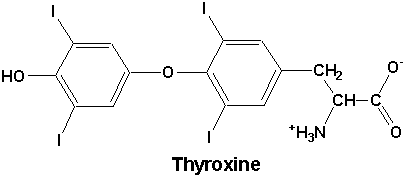 I I
HO O CH₂ O⁻
CH C
I I ⁺H₃N O
Thyroxine